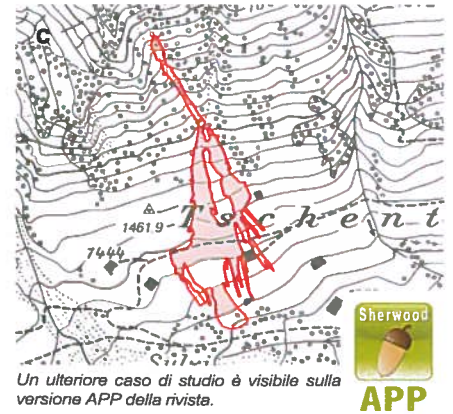 C
1461.9
Tschent
1444
Sherwood
Un ulteriore caso di studio è visibile sulla
versione APP della rivista.
APP